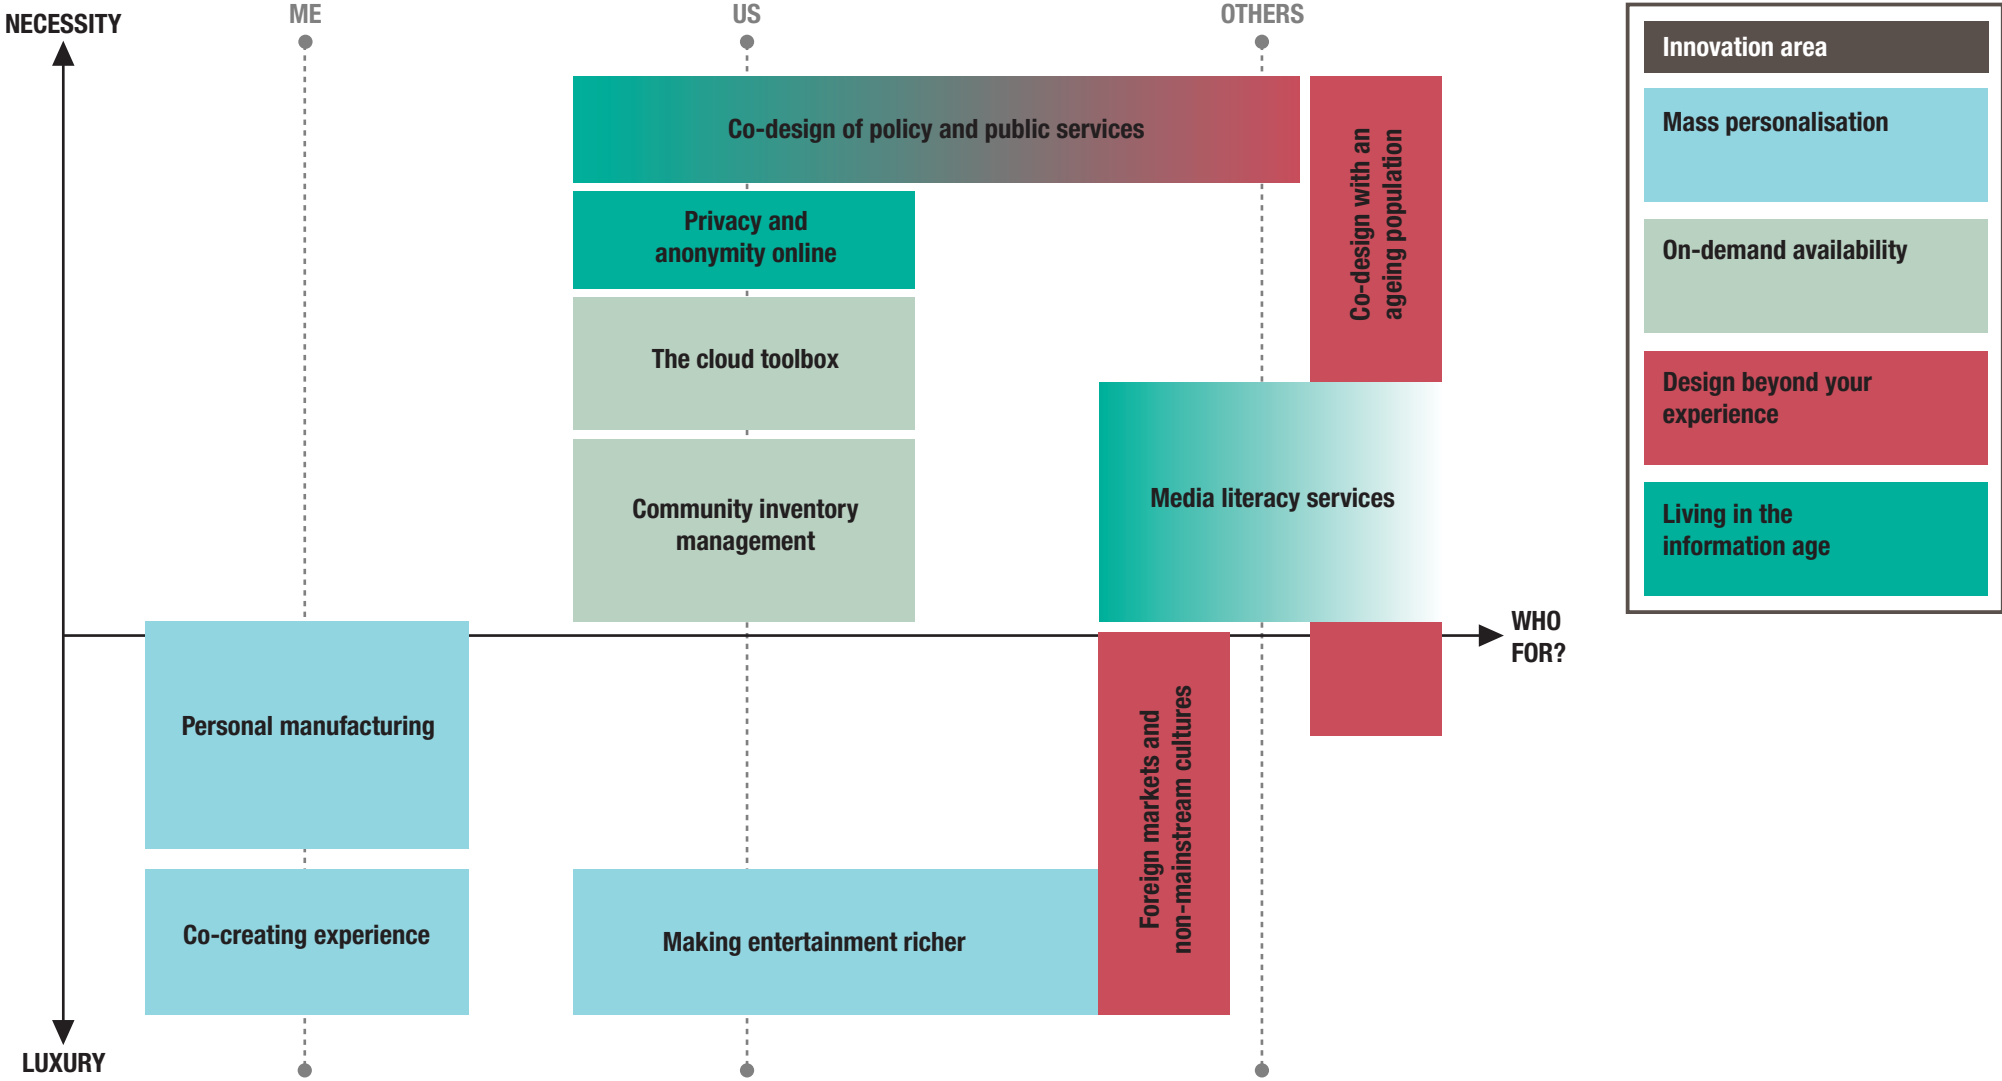 NECESSITY
ME
US
OTHERS
Co-design of policy and public services
Co-design with an
ageing population
Privacy and
anonymity online
The cloud toolbox
Community inventory
management
Media literacy services
WHO
FOR?
Personal manufacturing
Foreign markets and
non-mainstream cultures
Co-creating experience
Making entertainment richer
LUXURY
Innovation area
Mass personalisation
On-demand availability
Design beyond your
experience
Living in the
information age